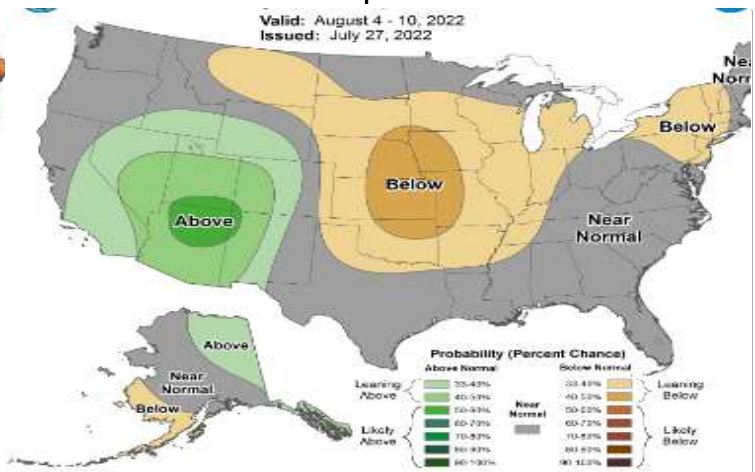 Valid: August 4 - 10, 2022
Issued: July 27, 2022
Below
Below
Above
Near
Normal
Above
Near
Normal
Below
Probability (Percent Chance)
Above Normal
Below Normal
Leaning
Above
Likely
Above
33-40%
40-50%
50-60%
60-70%
70-80%
80-90%
90-100%
Near
Normal
33-40%
40-50%
50-60%
60-70%
70-80%
80-90%
90-100%
Leaning
Below
Likely
Below